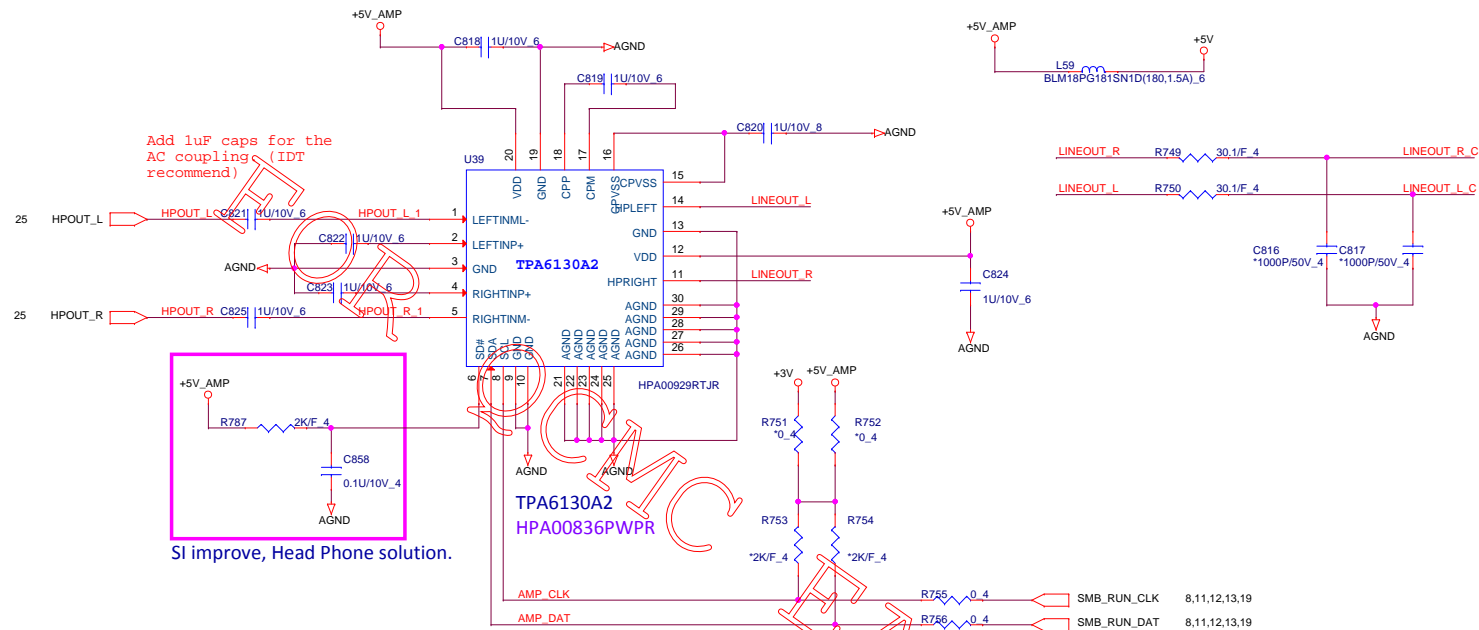 +5V_AMP
C818 1U/10V_6
AGND
C819 1U/10V_6
+5V_AMP
+5V
L59
BLM18PG181SN1D(180,1.5A)_6
C820 1U/10V_8
AGND
Add 1uF caps for the
AC coupling. (IDT
recommend)
U39
20 19 18 17 16
VDD GND CPP CPM CPVSS
CPVSS 15
HPLEFT 14 LINEOUT_L
GND 13
VDD 12
HPRIGHT 11 LINEOUT_R
AGND 30
AGND 29
AGND 28
AGND 27
AGND 26
25 HPOUT_L HPOUT_L C821 1U/10V_6 HPOUT_L_1 1 LEFTINML-
C822 1U/10V_6 2 LEFTINP+
AGND 3 GND
C823 1U/10V_6 4 RIGHTINP+
25 HPOUT_R HPOUT_R C825 1U/10V_6 HPOUT_R_1 5 RIGHTINM-
TPA6130A2
SD# SDA SCL GND GND AGND AGND AGND AGND AGND
6 7 8 9 10 21 22 23 24 25
HPA00929RTJR
+5V_AMP
C824
1U/10V_6
AGND
LINEOUT_R R749 30.1/F_4 LINEOUT_R_C
LINEOUT_L R750 30.1/F_4 LINEOUT_L_C
C816
*1000P/50V_4
C817
*1000P/50V_4
AGND
+5V_AMP
R787 2K/F_4
C858
0.1U/10V_4
AGND
SI improve, Head Phone solution.
AGND
AGND
TPA6130A2
HPA00836PWPR
+3V +5V_AMP
R751
*0_4
R752
*0_4
R753
*2K/F_4
R754
*2K/F_4
AMP_CLK R755 0_4 SMB_RUN_CLK 8,11,12,13,19
AMP_DAT R756 0_4 SMB_RUN_DAT 8,11,12,13,19